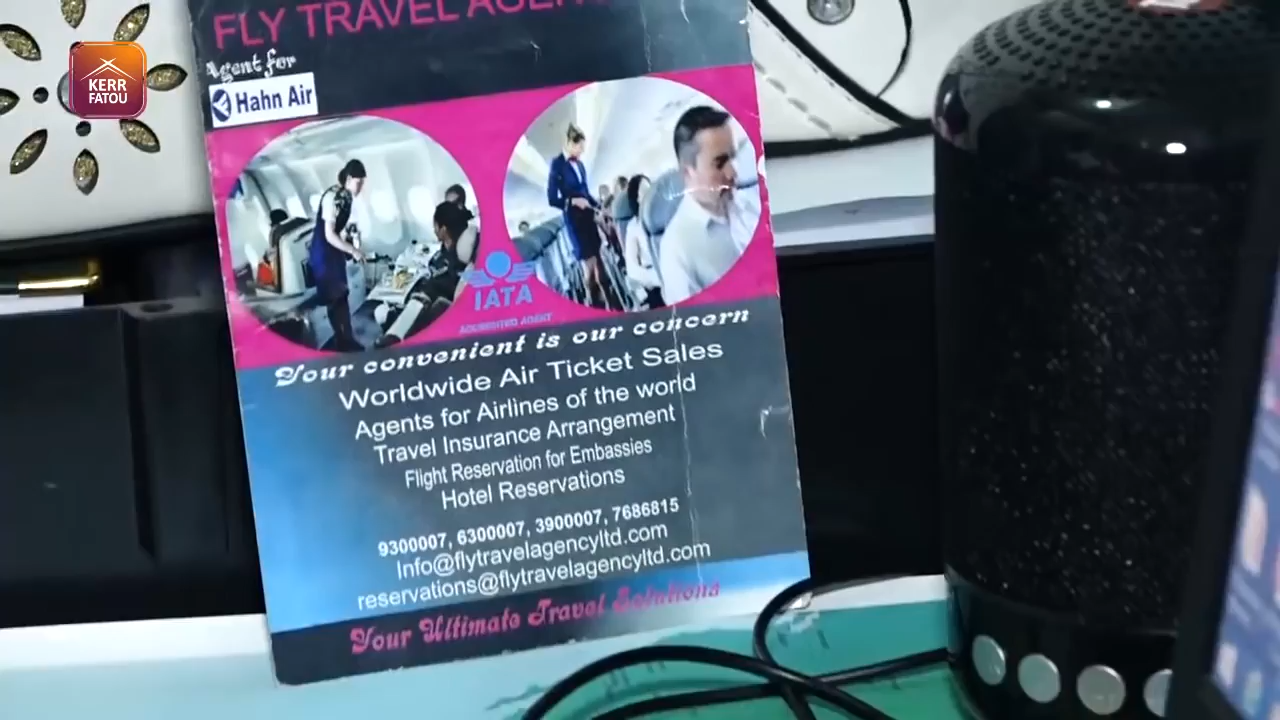 KERR
FATOU
FLY TRAVEL
Agent for
Hahn Air
IATA
ACCREDITED AGENT
Your convenient is our concern
Worldwide Air Ticket Sales
Agents for Airlines of the world
Travel Insurance Arrangement
Flight Reservation for Embassies
Hotel Reservations
9300007, 6300007, 3900007, 7686815
Info@flytravelagencyltd.com
reservations@flytravelagencyltd.com
Your Ultimate Travel Solutions